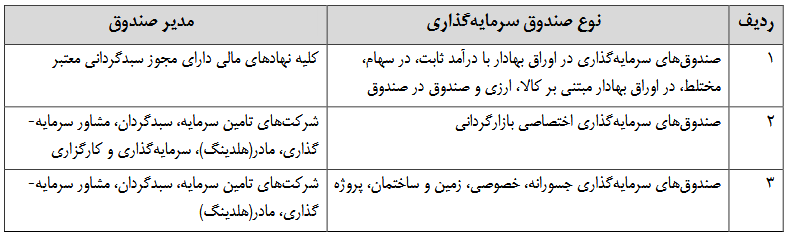 ردیف نوع صندوق سرمایه‌گذاری مدیر صندوق
۱ صندوق‌های سرمایه‌گذاری در اوراق بهادار با درآمد ثابت، در سهام، کلیه نهادهای مالی دارای مجوز سبدگردانی معتبر
مختلط، در اوراق بهادار مبتنی بر کالا، ارزی و صندوق در صندوق
۲ صندوق‌های سرمایه‌گذاری اختصاصی بازارگردانی شرکت‌های تامین سرمایه، سبدگردان، مشاور سرمایه-
گذاری، مادر(هلدینگ)، سرمایه‌گذاری و کارگزاری
۳ صندوق‌های سرمایه‌گذاری جسورانه، خصوصی، زمین و ساختمان، پروژه شرکت‌های تامین سرمایه، سبدگردان، مشاور سرمایه-
گذاری، مادر(هلدینگ)